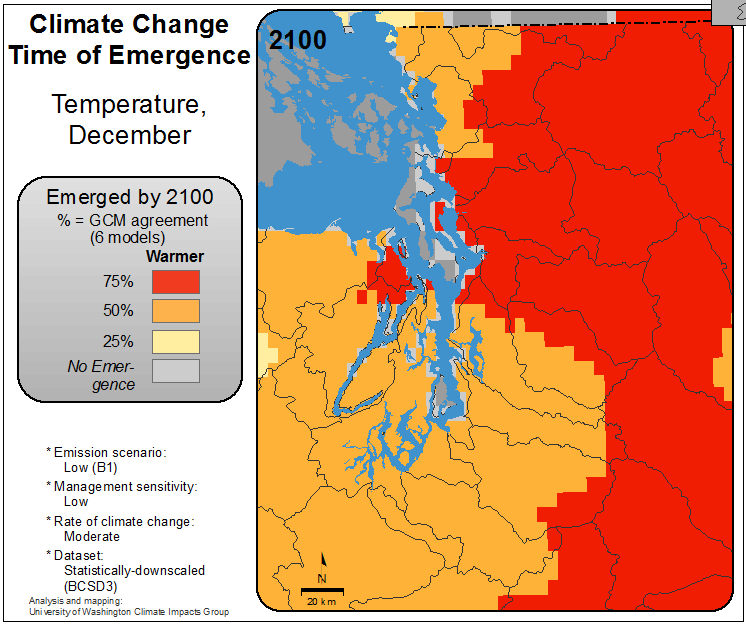 Climate Change
Time of Emergence
Temperature,
December
Emerged by 2100
% = GCM agreement
(6 models)
Warmer
75%
50%
25%
No Emer-
gence
* Emission scenario:
Low (B1)
* Management sensitivity:
Low
* Rate of climate change:
Moderate
* Dataset:
Statistically-downscaled
(BCSD3)
Analysis and mapping:
University of Washington Climate Impacts Group
2100
N
20 km